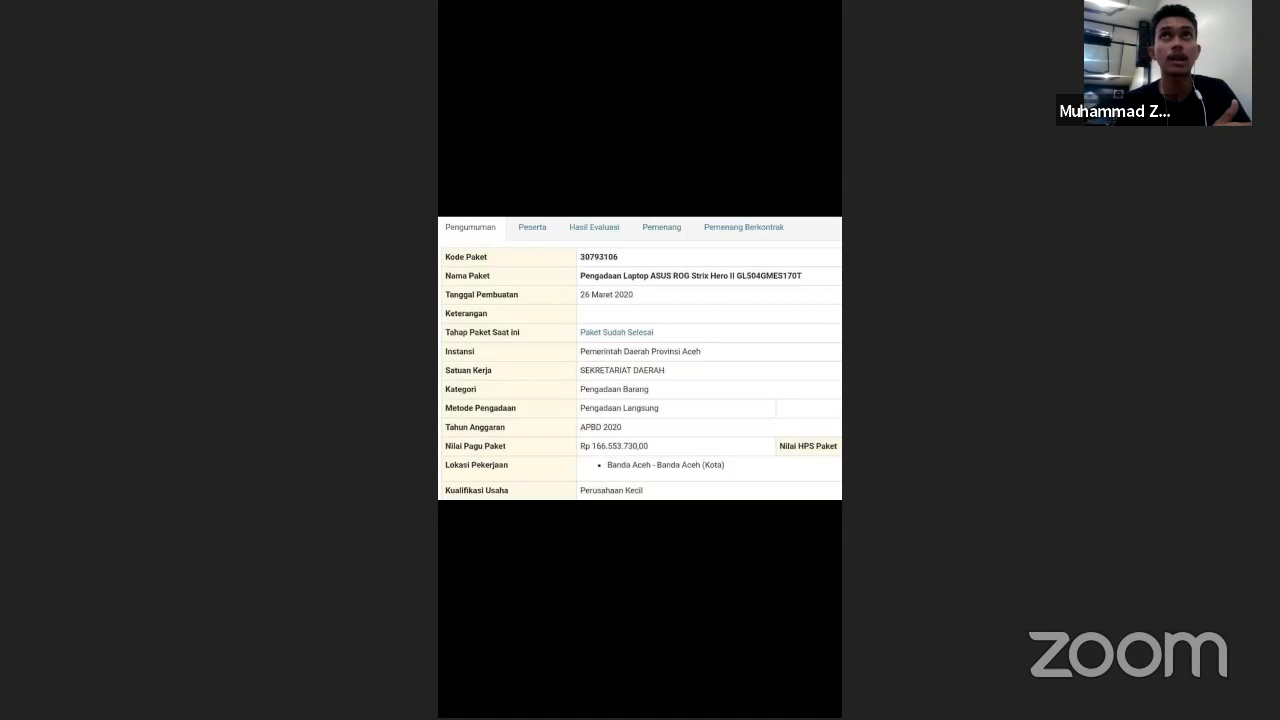 Muhammad Z...
Pengumuman Peserta Hasil Evaluasi Pemenang Pemenang Berkontrak
Kode Paket 30793106
Nama Paket Pengadaan Laptop ASUS ROG Strix Hero II GL504GMES170T
Tanggal Pembuatan 26 Maret 2020
Keterangan
Tahap Paket Saat ini Paket Sudah Selesai
Instansi Pemerintah Daerah Provinsi Aceh
Satuan Kerja SEKRETARIAT DAERAH
Kategori Pengadaan Barang
Metode Pengadaan Pengadaan Langsung
Tahun Anggaran APBD 2020
Nilai Pagu Paket Rp 166.553.730,00 Nilai HPS Paket
Lokasi Pekerjaan • Banda Aceh - Banda Aceh (Kota)
Kualifikasi Usaha Perusahaan Kecil
zoom